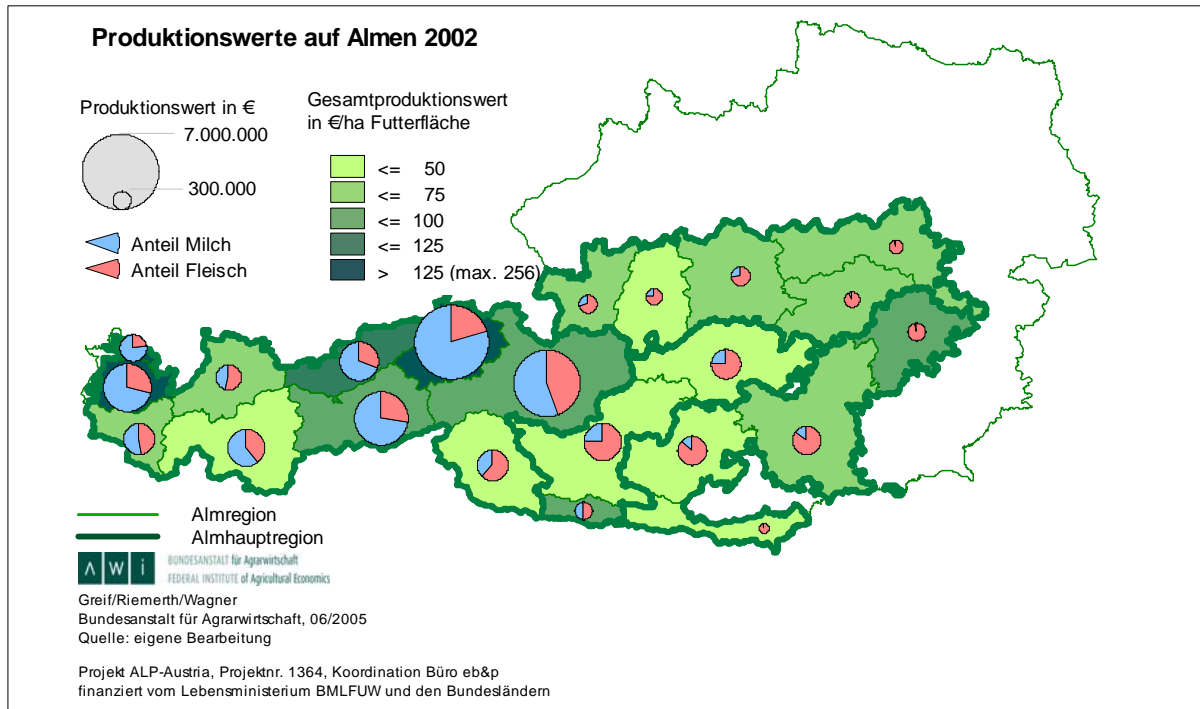 Produktionswerte auf Almen 2002
Produktionswert in €
7.000.000
300.000
Anteil Milch
Anteil Fleisch
Gesamtproduktionswert
in €/ha Futterfläche
<= 50
<= 75
<= 100
<= 125
> 125 (max. 256)
Almregion
Almhauptregion
AWi
BUNDESANSTALT für Agrarwirtschaft
FEDERAL INSTITUTE of Agricultural Economics
Greif/Riemerth/Wagner
Bundesanstalt für Agrarwirtschaft, 06/2005
Quelle: eigene Bearbeitung
Projekt ALP-Austria, Projektnr. 1364, Koordination Büro eb&p
finanziert vom Lebensministerium BMLFUW und den Bundesländern